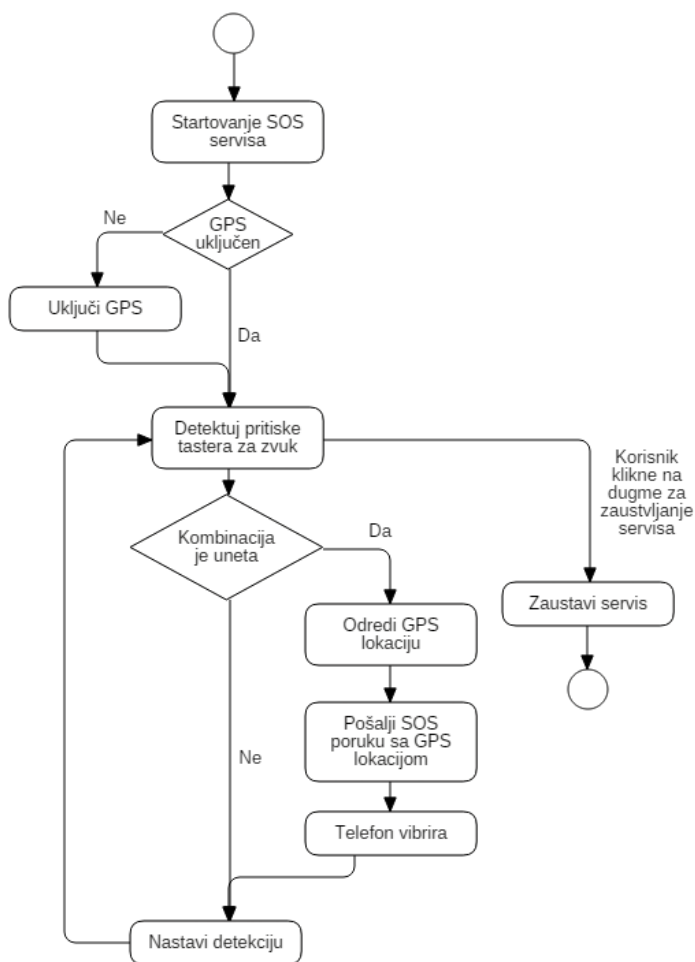 Startovanje SOS
servisa
GPS
uključen
Ne
Uključi GPS
Da
Detektuj pritiske
tastera za zvuk
Korisnik
klikne na
dugme za
zaustvljanje
servisa
Kombinacija
je uneta
Da
Odredi GPS
lokaciju
Zaustavi servis
Pošalji SOS
poruku sa GPS
lokacijom
Ne
Telefon vibrira
Nastavi detekciju